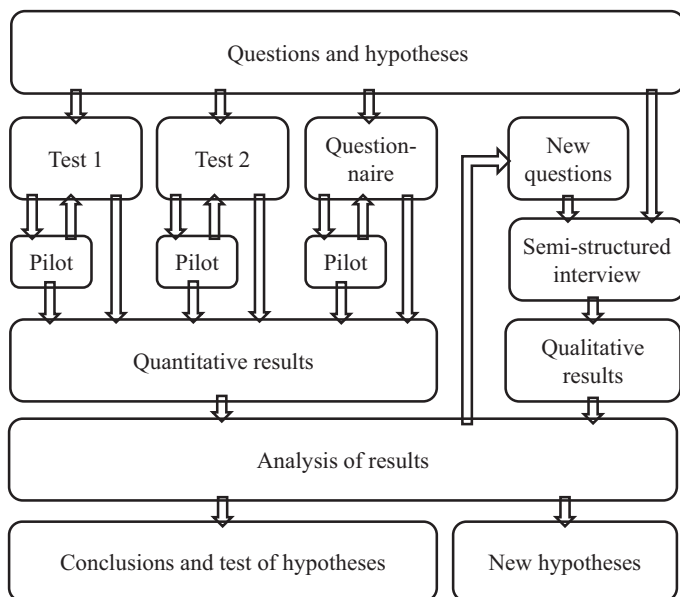 Questions and hypotheses
Test 1
Test 2
Question-
naire
New
questions
Pilot
Pilot
Pilot
Semi-structured
interview
Quantitative results
Qualitative
results
Analysis of results
Conclusions and test of hypotheses
New hypotheses